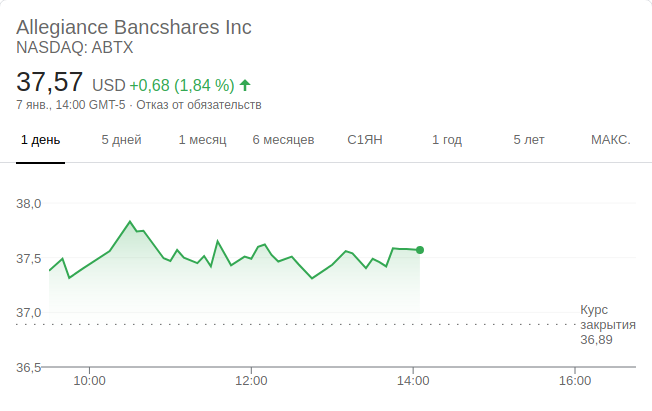 Allegiance Bancshares Inc
NASDAQ: ABTX
37,57 USD +0,68 (1,84 %)
7 янв., 14:00 GMT-5 · Отказ от обязательств
1 день 5 дней 1 месяц 6 месяцев С1ЯН 1 год 5 лет МАКС.
38,0
37,5
37,0
Курс
закрытия
36,89
36,5
10:00 12:00 14:00 16:00